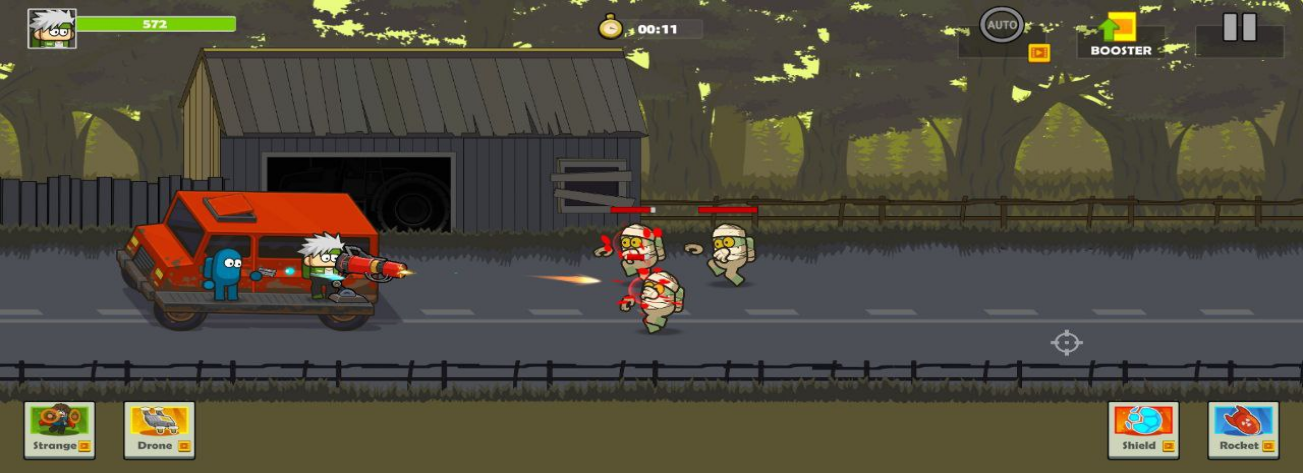 572
00:11
AUTO
BOOSTER
Strange
Drone
Shield
Rocket